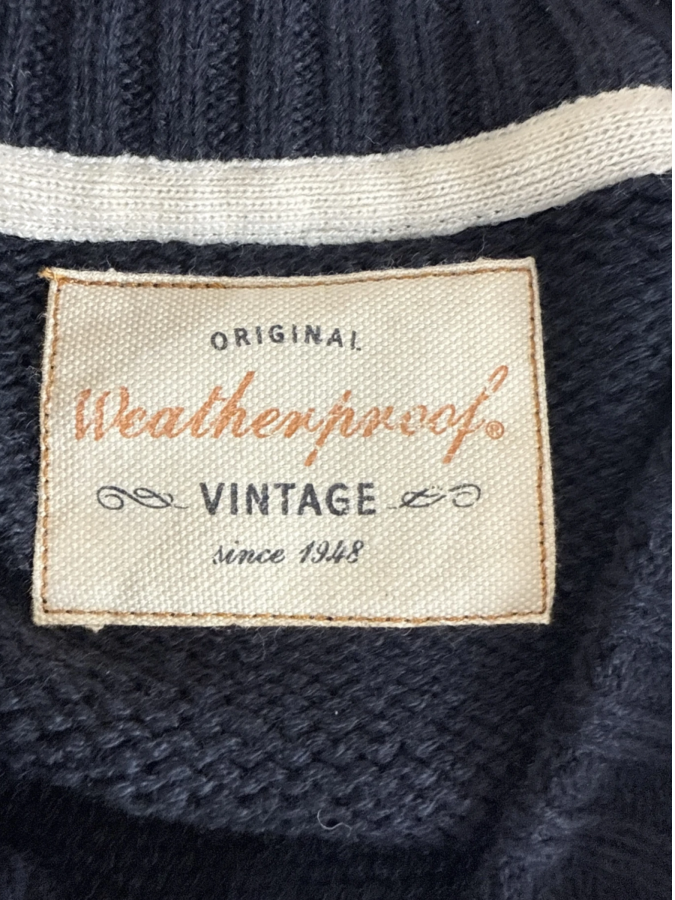 ORIGINAL
Weatherproof®
VINTAGE
since 1948